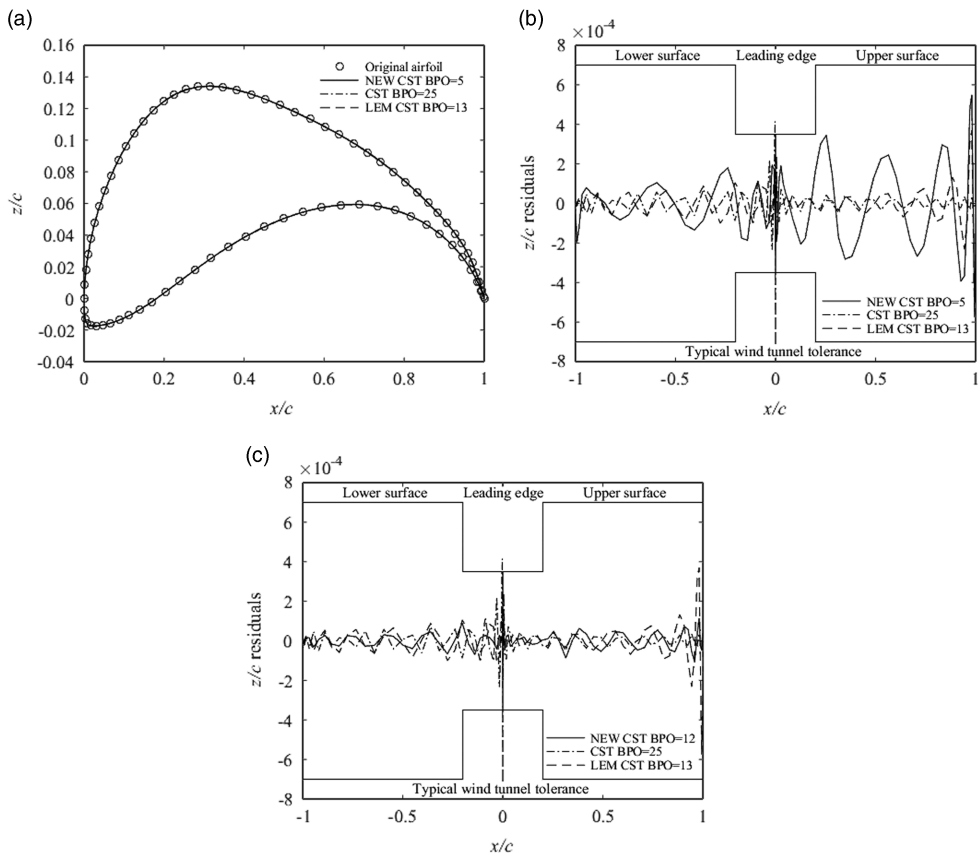 (a)
0.16
0.14
0.12
0.1
0.08
0.06
0.04
0.02
0
-0.02
-0.04
z/c
Original airfoil
NEW CST BPO=5
CST BPO=25
LEM CST BPO=13
0 0.2 0.4 0.6 0.8 1
x/c
(b)
×10-4
8
6
4
2
0
-2
-4
-6
-8
z/c residuals
Lower surface Leading edge Upper surface
NEW CST BPO=5
CST BPO=25
LEM CST BPO=13
Typical wind tunnel tolerance
-1 -0.5 0 0.5 1
x/c
(c)
×10-4
8
6
4
2
0
-2
-4
-6
-8
z/c residuals
Lower surface Leading edge Upper surface
NEW CST BPO=12
CST BPO=25
LEM CST BPO=13
Typical wind tunnel tolerance
-1 -0.5 0 0.5 1
x/c